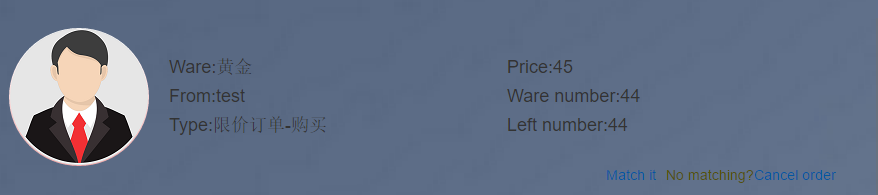 Ware:黄金
Price:45
From:test
Ware number:44
Type:限价订单-购买
Left number:44
Match it No matching?Cancel order